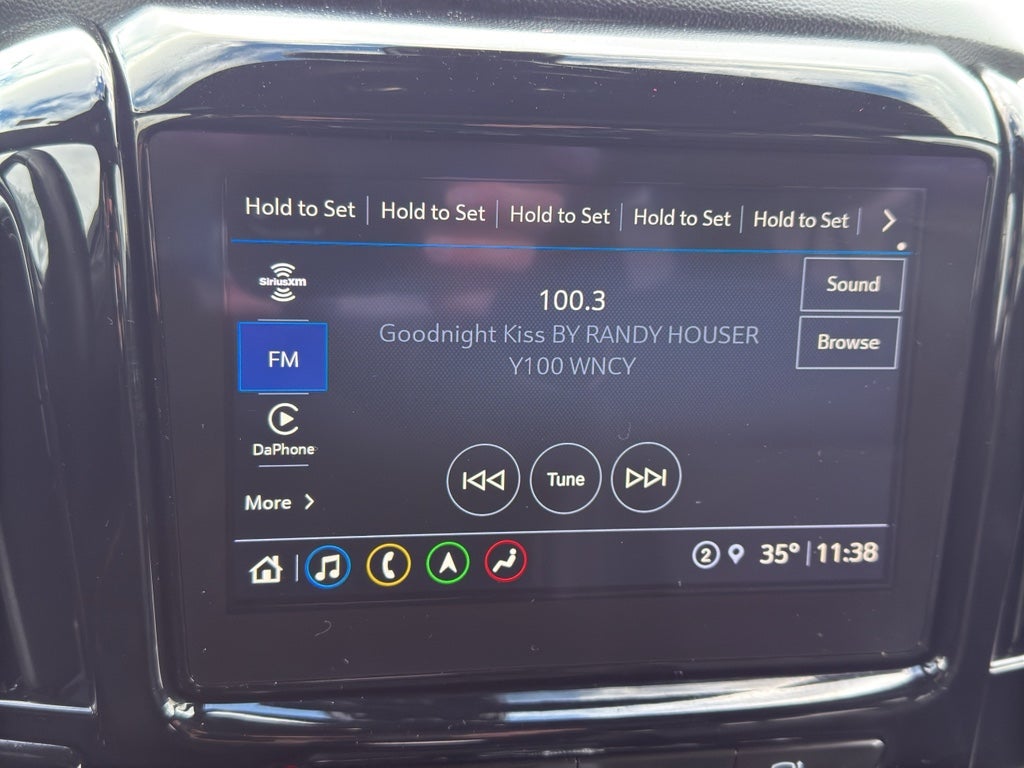 Hold to Set Hold to Set Hold to Set Hold to Set Hold to Set
SiriusXM
FM
DaPhone
More
100.3
Goodnight Kiss BY RANDY HOUSER
Y100 WNCY
Sound
Browse
Tune
2 35° 11:38